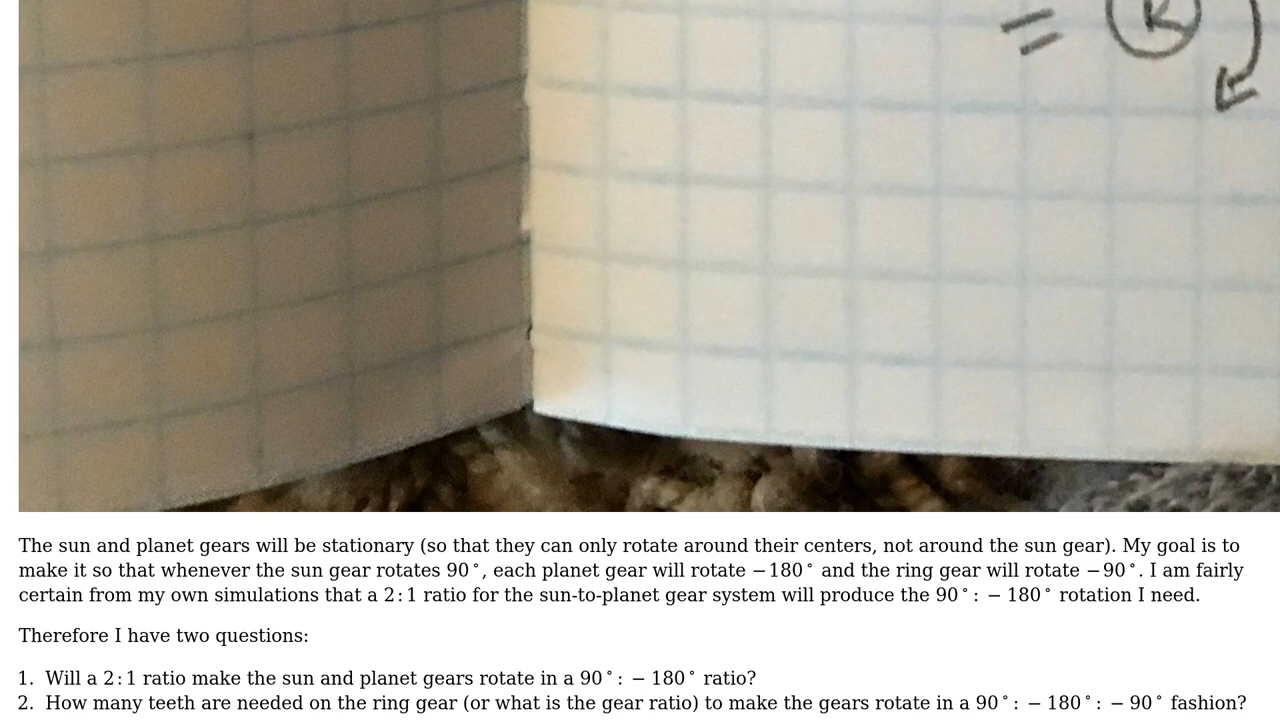 = R
The sun and planet gears will be stationary (so that they can only rotate around their centers, not around the sun gear). My goal is to
make it so that whenever the sun gear rotates 90°, each planet gear will rotate −180° and the ring gear will rotate −90°. I am fairly
certain from my own simulations that a 2:1 ratio for the sun-to-planet gear system will produce the 90°: −180° rotation I need.
Therefore I have two questions:
1. Will a 2:1 ratio make the sun and planet gears rotate in a 90°: −180° ratio?
2. How many teeth are needed on the ring gear (or what is the gear ratio) to make the gears rotate in a 90°: −180°: −90° fashion?